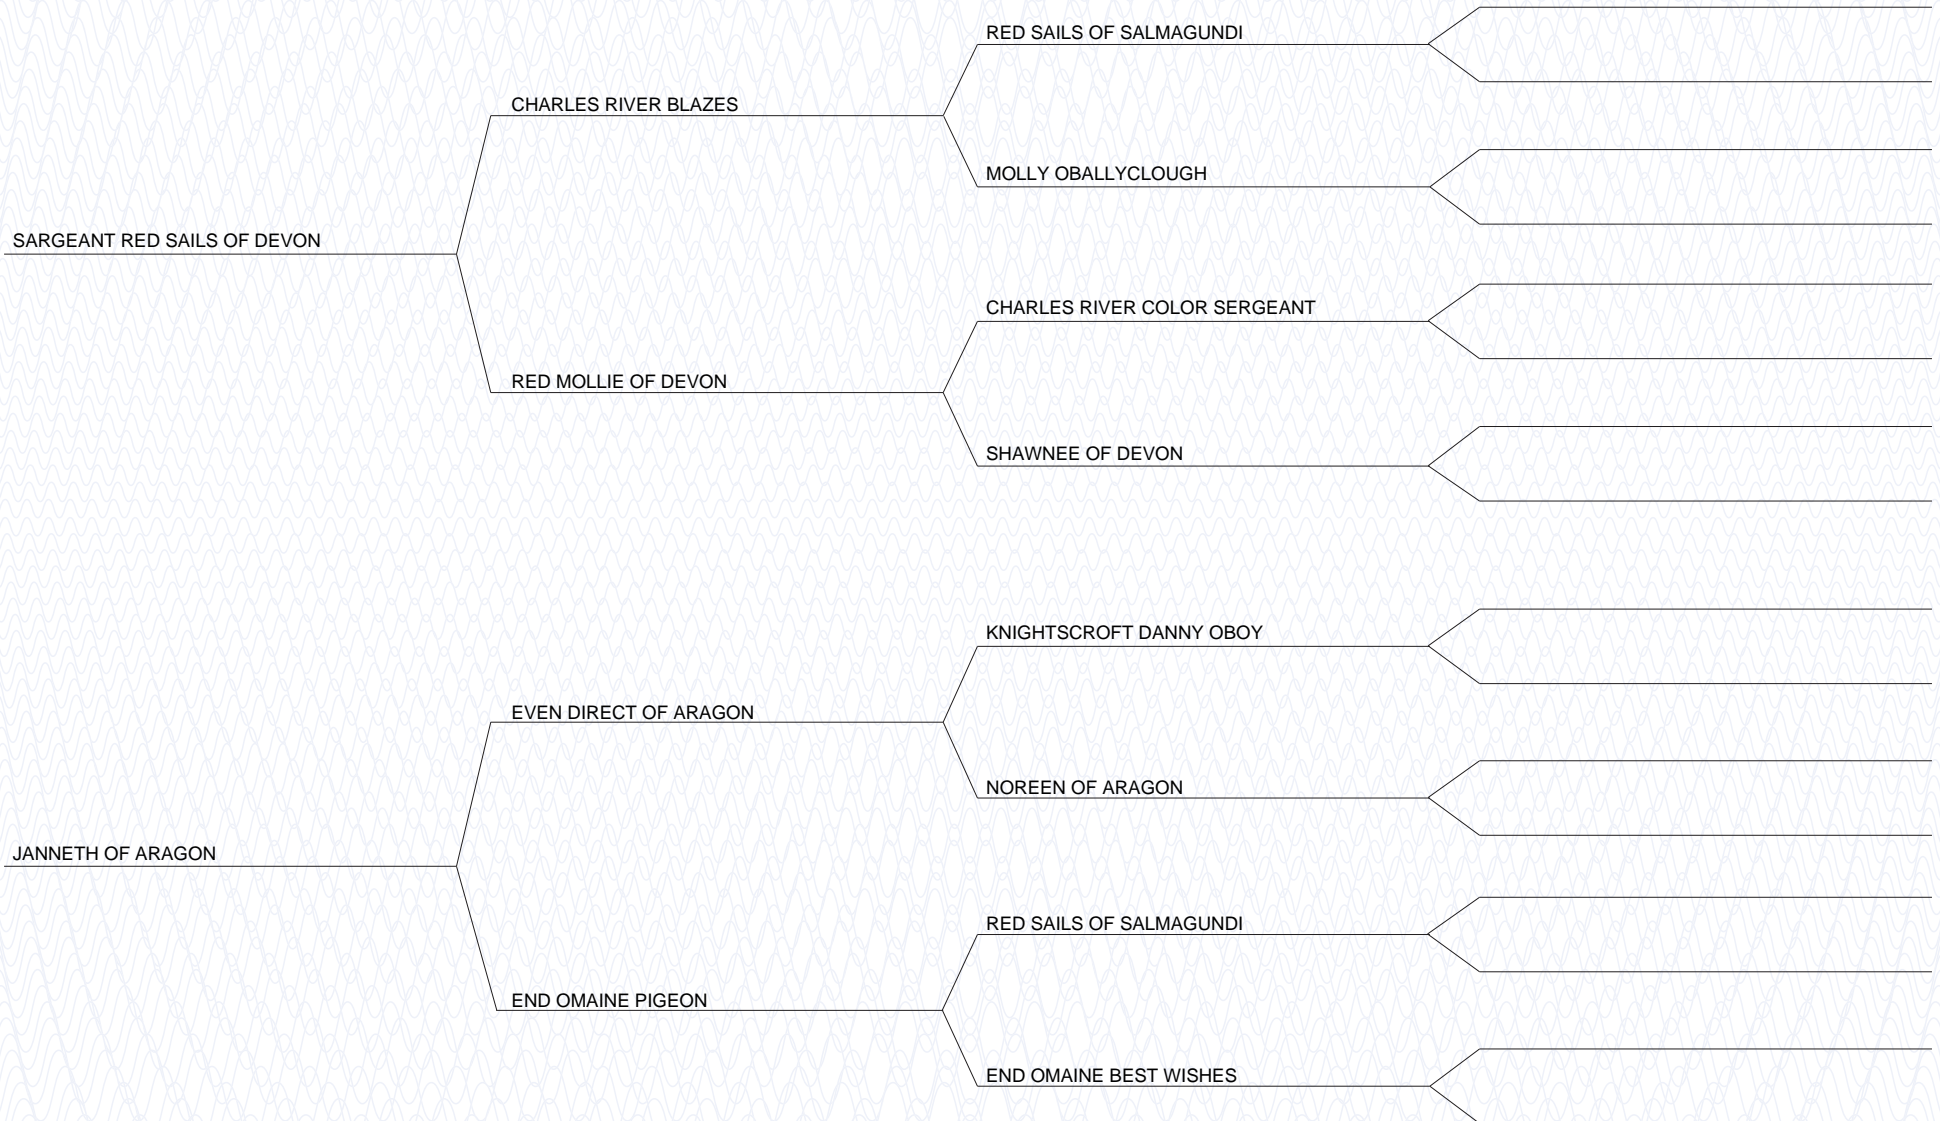 RED SAILS OF SALMAGUNDI
CHARLES RIVER BLAZES
MOLLY OBALLYCLOUGH
SARGEANT RED SAILS OF DEVON
CHARLES RIVER COLOR SERGEANT
RED MOLLIE OF DEVON
SHAWNEE OF DEVON
KNIGHTSCROFT DANNY OBOY
EVEN DIRECT OF ARAGON
NOREEN OF ARAGON
JANNETH OF ARAGON
RED SAILS OF SALMAGUNDI
END OMAINE PIGEON
END OMAINE BEST WISHES